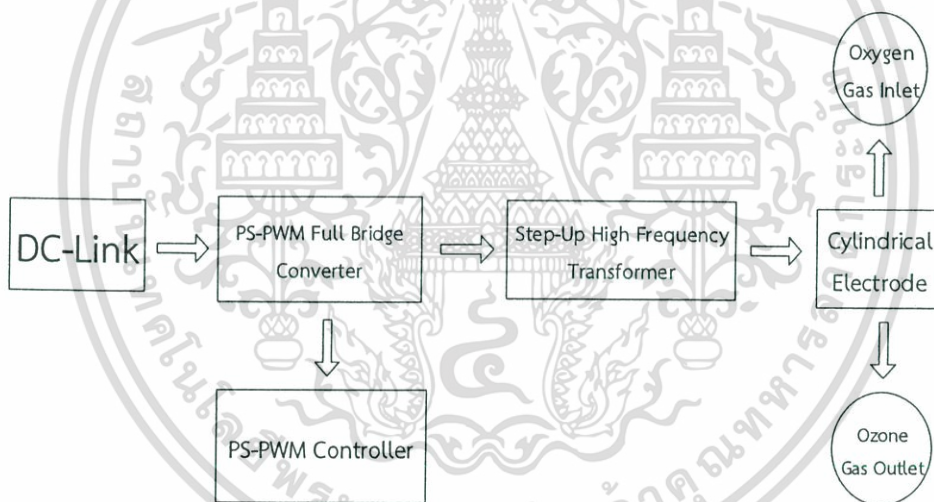 Oxygen
Gas Inlet
DC-Link
PS-PWM Full Bridge
Converter
Step-Up High Frequency
Transformer
Cylindrical
Electrode
PS-PWM Controller
Ozone
Gas Outlet